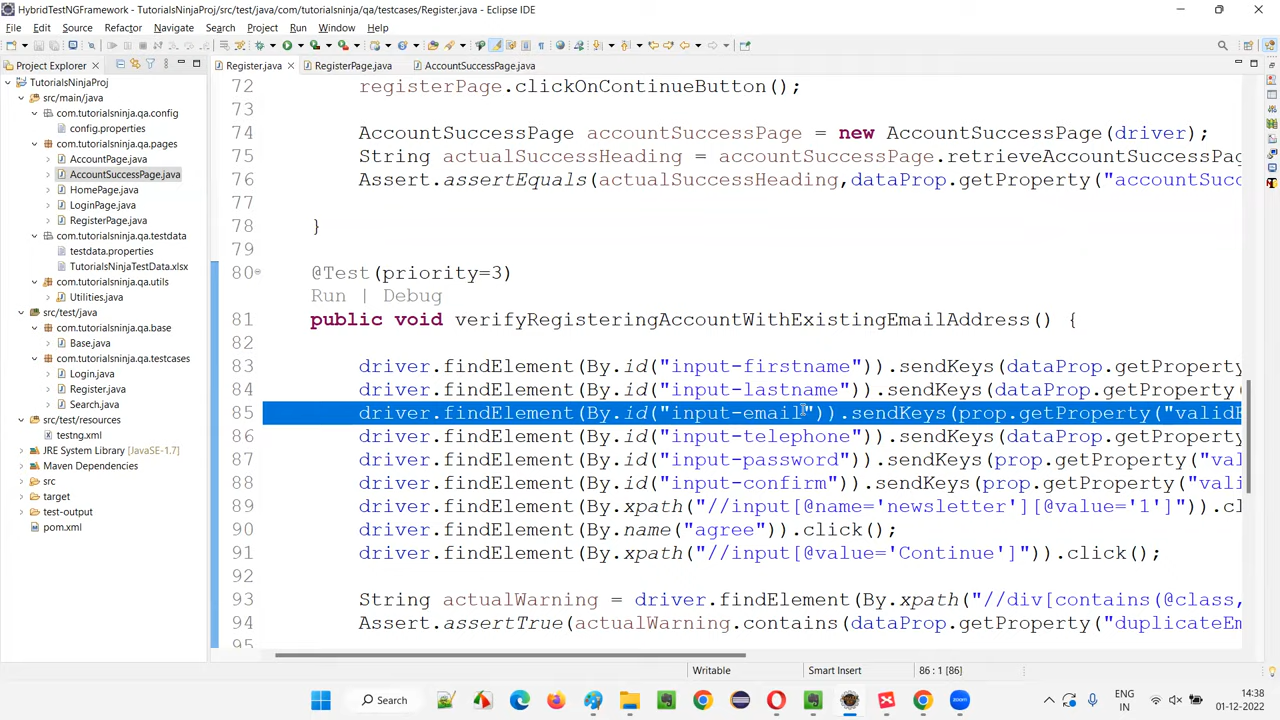 HybridTestNGFramework - TutorialsNinjaProj/src/test/java/com/tutorialsninja/qa/testcases/Register.java - Eclipse IDE
File Edit Source Refactor Navigate Search Project Run Window Help
Project Explorer
Register.java RegisterPage.java AccountSuccessPage.java
TutorialsNinjaProj
src/main/java
com.tutorialsninja.qa.config
config.properties
com.tutorialsninja.qa.pages
AccountPage.java
AccountSuccessPage.java
HomePage.java
LoginPage.java
RegisterPage.java
com.tutorialsninja.qa.testdata
testdata.properties
TutorialsNinjaTestData.xlsx
com.tutorialsninja.qa.utils
Utilities.java
src/test/java
com.tutorialsninja.qa.base
Base.java
com.tutorialsninja.qa.testcases
Login.java
Register.java
Search.java
src/test/resources
testng.xml
JRE System Library [JavaSE-1.7]
Maven Dependencies
src
target
test-output
pom.xml
72 registerPage.clickOnContinueButton();
73
74 AccountSuccessPage accountSuccessPage = new AccountSuccessPage(driver);
75 String actualSuccessHeading = accountSuccessPage.retrieveAccountSuccessPag
76 Assert.assertEquals(actualSuccessHeading,dataProp.getProperty("accountSucc
77
78 }
79
80 @Test(priority=3)
Run | Debug
81 public void verifyRegisteringAccountWithExistingEmailAddress() {
82
83 driver.findElement(By.id("input-firstname")).sendKeys(dataProp.getProperty
84 driver.findElement(By.id("input-lastname")).sendKeys(dataProp.getProperty(
85 driver.findElement(By.id("input-email")).sendKeys(prop.getProperty("validE
86 driver.findElement(By.id("input-telephone")).sendKeys(dataProp.getProperty
87 driver.findElement(By.id("input-password")).sendKeys(prop.getProperty("val
88 driver.findElement(By.id("input-confirm")).sendKeys(prop.getProperty("vali
89 driver.findElement(By.xpath("//input[@name='newsletter'][@value='1']")).cl
90 driver.findElement(By.name("agree")).click();
91 driver.findElement(By.xpath("//input[@value='Continue']")).click();
92
93 String actualWarning = driver.findElement(By.xpath("//div[contains(@class,
94 Assert.assertTrue(actualWarning.contains(dataProp.getProperty("duplicateEm
95
Writable Smart Insert 86 : 1 [86]
Search
ENG
IN
14:38
01-12-2022